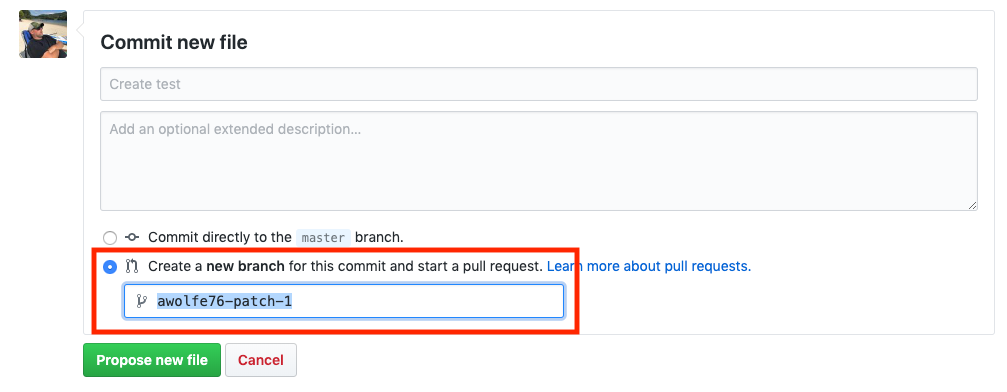 Commit new file
Create test
Add an optional extended description...
Commit directly to the master branch.
Create a new branch for this commit and start a pull request. Learn more about pull requests.
awolfe76-patch-1
Propose new file
Cancel